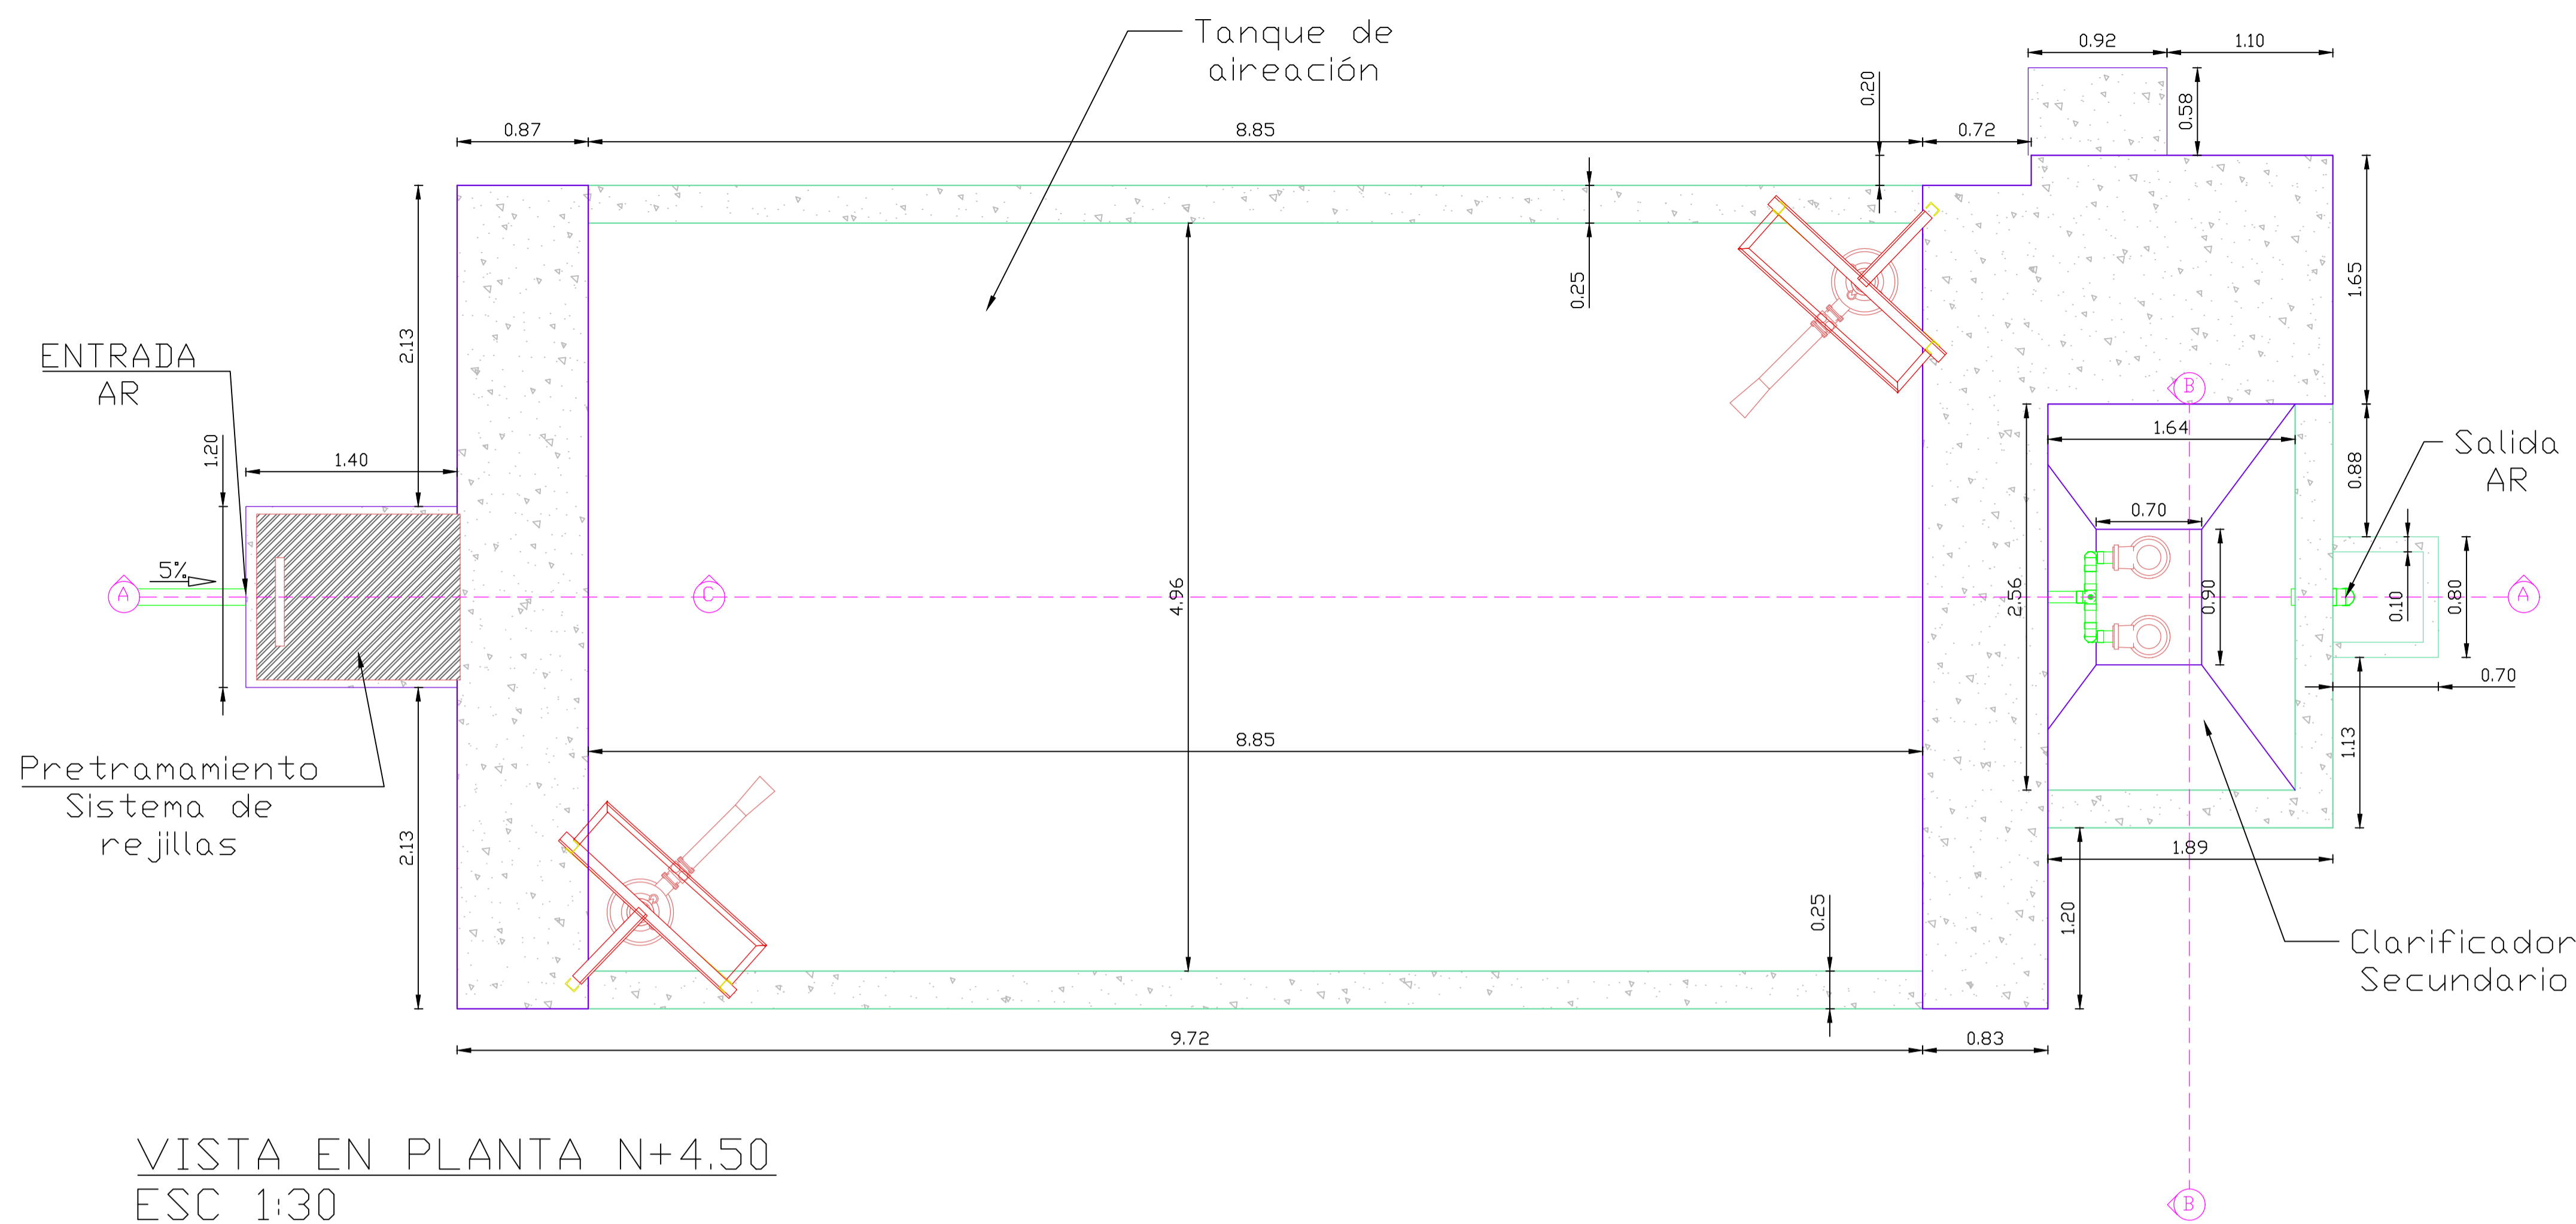 Tanque de
aireación
0.92
1.10
0.20
0.58
0.87
8.85
0.72
0.25
1.65
2.13
ENTRADA
AR
1.20
1.40
5%
A
C
4.96
B
1.64
0.88
Salida
AR
0.70
2.56
0.90
0.10
0.80
A
0.70
8.85
1.13
Pretramamiento
Sistema de
rejillas
2.13
1.89
0.25
1.20
Clarificador
Secundario
9.72
0.83
B
VISTA EN PLANTA N+4.50
ESC 1:30